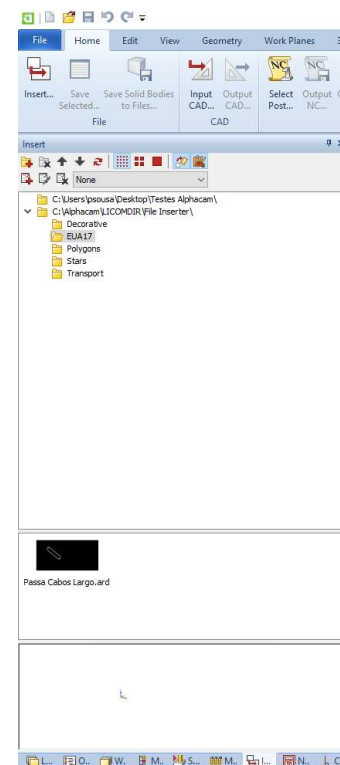 File Home Edit View Geometry Work Planes
Insert... Save Selected... Save Solid Bodies to Files... Input CAD... Output CAD... Select Post... Output NC...
File CAD
Insert
None
C:\Users\psousa\Desktop\Testes Alphacam\
C:\Alphacam\LICOMDIR\File Inserter\
Decorative
EUA17
Polygons
Stars
Transport
Passa Cabos Largo.ard
L... O.. W. M.. S... M.. I... N..